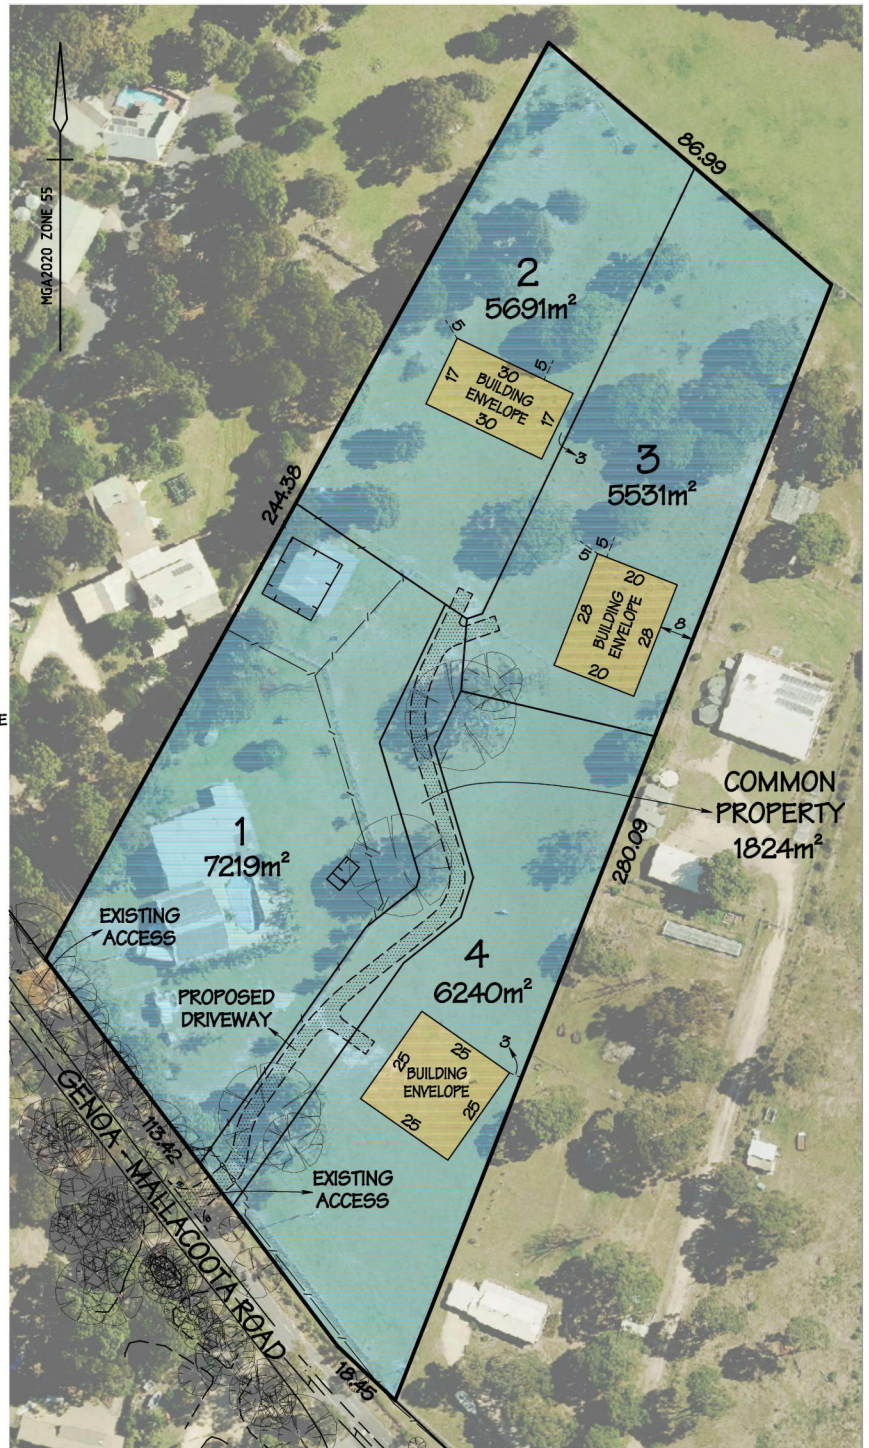 MGA2020 ZONE 55
86.99
2
5691m²
5
5
17
30
BUILDING
ENVELOPE
30
17
3
3
5531m²
244.38
5
5
20
28
BUILDING
ENVELOPE
28
20
8
E
COMMON
PROPERTY
1824m²
1
7219m²
280.09
EXISTING
ACCESS
4
6240m²
PROPOSED
DRIVEWAY
3
25
25
BUILDING
ENVELOPE
25
25
GENOA - MALLACOOTA ROAD
113.42
EXISTING
ACCESS
18.45